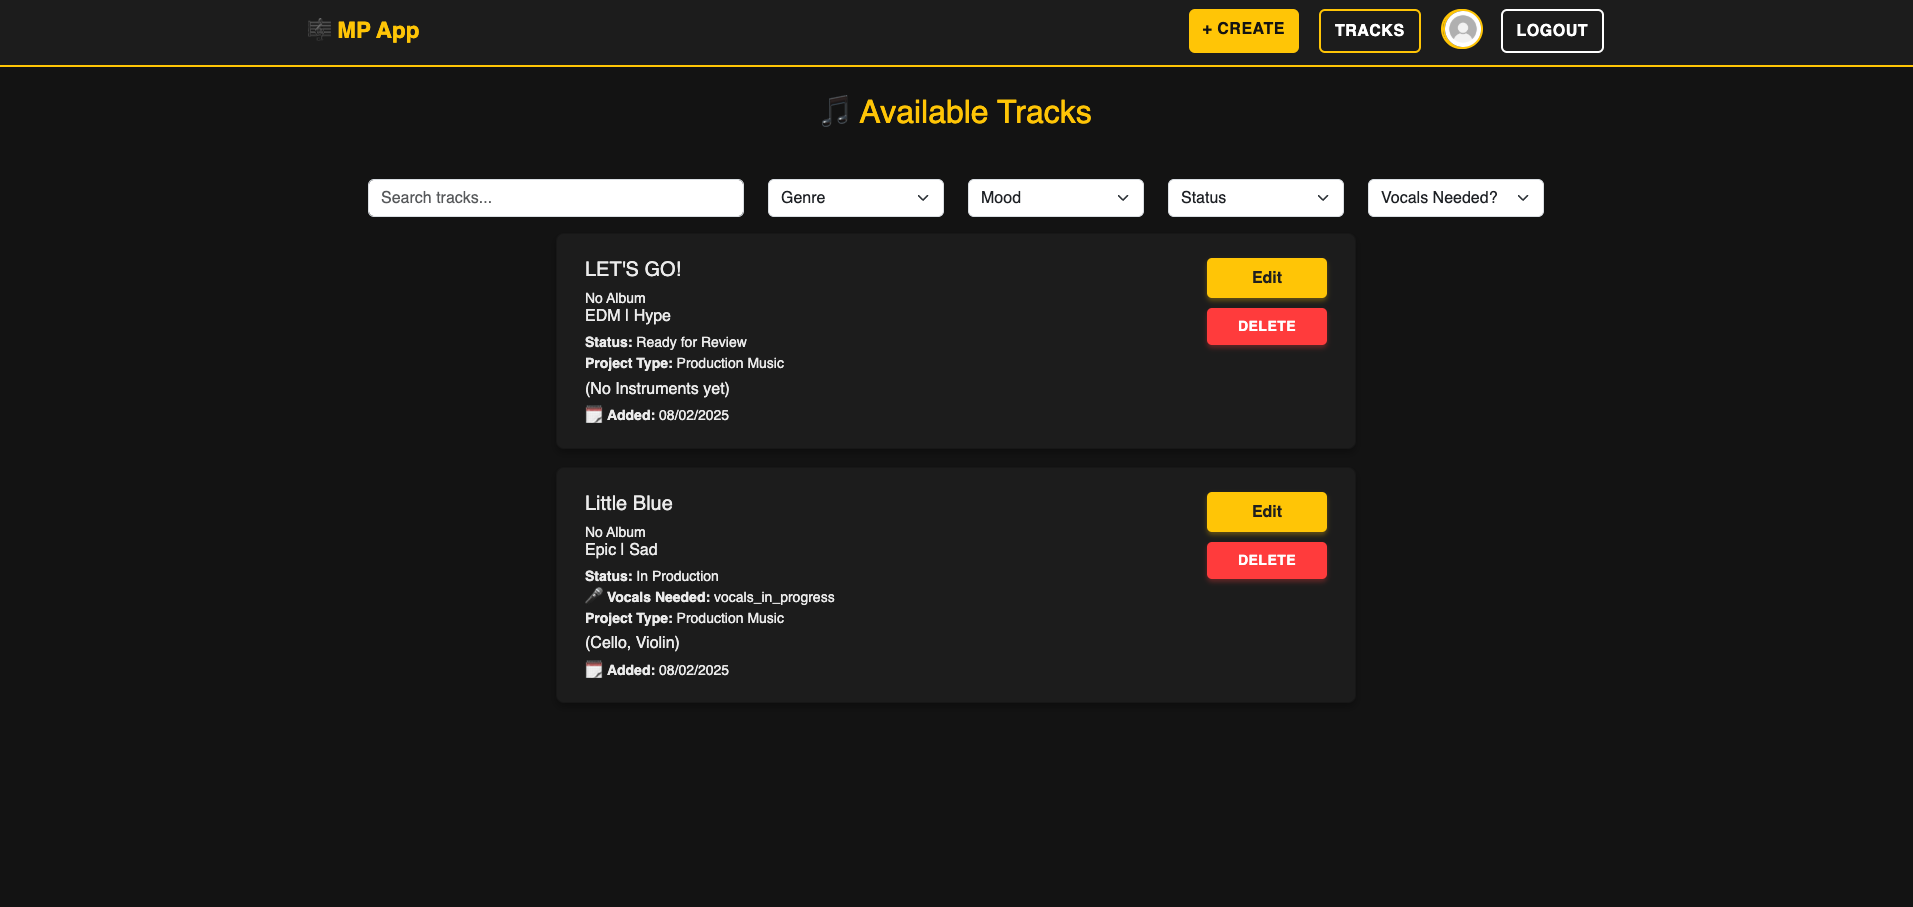 MP App
+ CREATE
TRACKS
LOGOUT
Available Tracks
Search tracks...
Genre
Mood
Status
Vocals Needed?
LET'S GO!
No Album
EDM | Hype
Status: Ready for Review
Project Type: Production Music
(No Instruments yet)
Added: 08/02/2025
Edit
DELETE
Little Blue
No Album
Epic | Sad
Status: In Production
Vocals Needed: vocals_in_progress
Project Type: Production Music
(Cello, Violin)
Added: 08/02/2025
Edit
DELETE